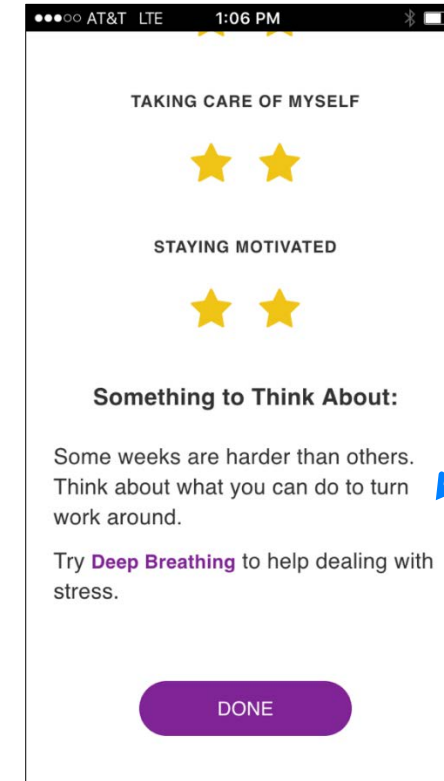 AT&T LTE 1:06 PM
TAKING CARE OF MYSELF
STAYING MOTIVATED
Something to Think About:
Some weeks are harder than others.
Think about what you can do to turn
work around.
Try Deep Breathing to help dealing with
stress.
DONE